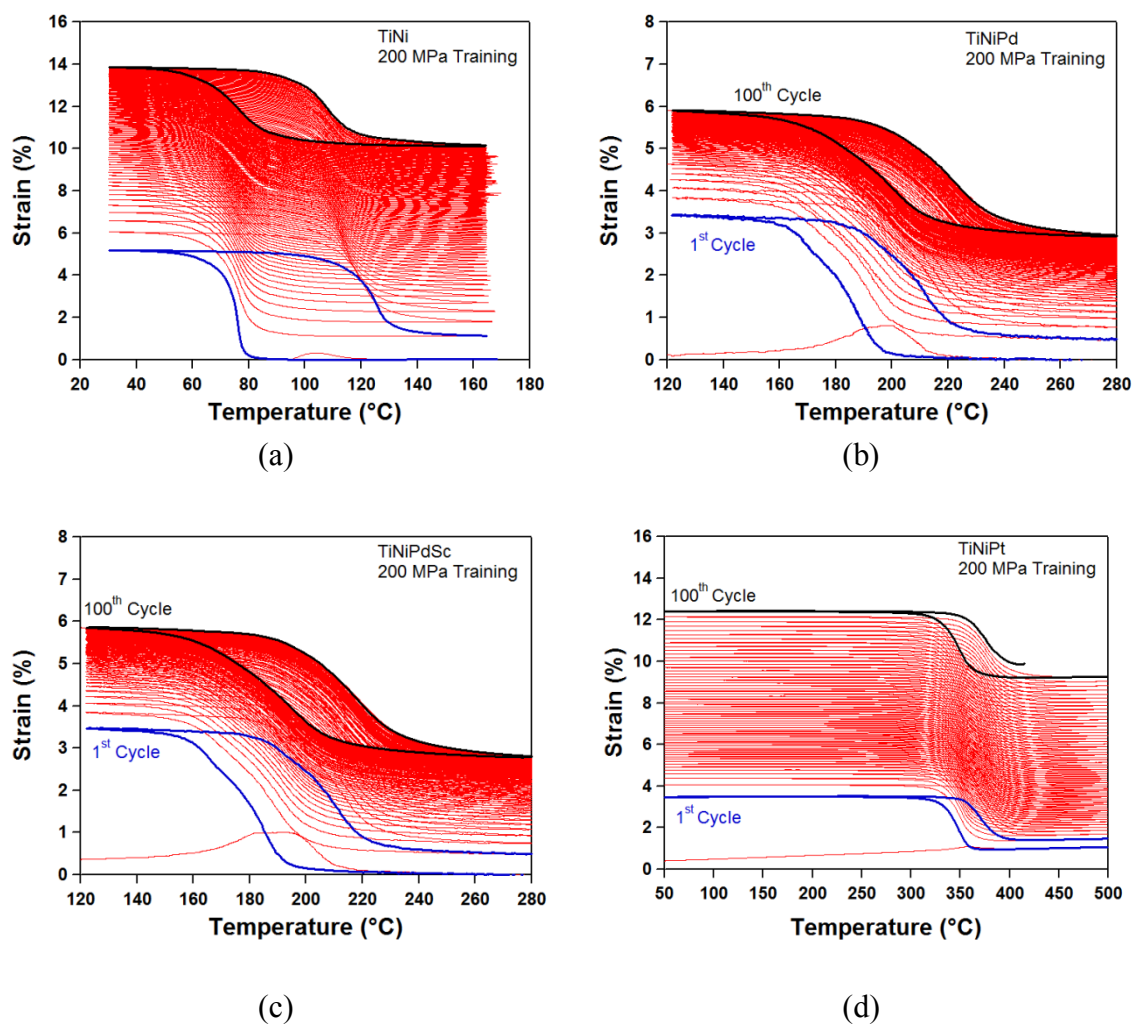 16
14
12
10
8
6
4
2
0
Strain (%)
TiNi
200 MPa Training
20 40 60 80 100 120 140 160 180
Temperature (°C)
(a)
8
7
6
5
4
3
2
1
0
Strain (%)
TiNiPd
200 MPa Training
100th Cycle
1st Cycle
120 140 160 180 200 220 240 260 280
Temperature (°C)
(b)
8
7
6
5
4
3
2
1
0
Strain (%)
TiNiPdSc
200 MPa Training
100th Cycle
1st Cycle
120 140 160 180 200 220 240 260 280
Temperature (°C)
(c)
16
14
12
10
8
6
4
2
0
Strain (%)
TiNiPt
200 MPa Training
100th Cycle
1st Cycle
50 100 150 200 250 300 350 400 450 500
Temperature (°C)
(d)